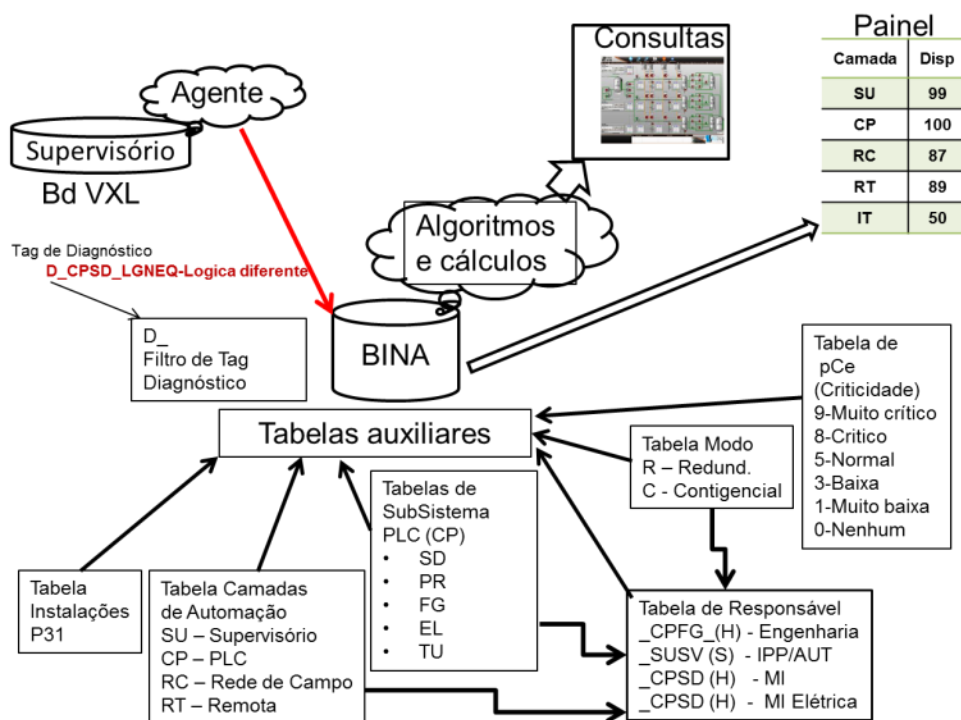 Painel
Camada Disp
SU 99
CP 100
RC 87
RT 89
IT 50
Consultas
Agente
Supervisório
Bd VXL
Algoritmos
e cálculos
Tag de Diagnóstico
D_CPSD_LGNEQ-Logica diferente
D_
Filtro de Tag
Diagnóstico
BINA
Tabelas auxiliares
Tabela de
pCe
(Criticidade)
9-Muito crítico
8-Critico
5-Normal
3-Baixa
1-Muito baixa
0-Nenhum
Tabela Modo
R – Redund.
C - Contigencial
Tabelas de
SubSistema
PLC (CP)
• SD
• PR
• FG
• EL
• TU
Tabela
Instalações
P31
Tabela Camadas
de Automação
SU – Supervisório
CP – PLC
RC – Rede de Campo
RT – Remota
Tabela de Responsável
_CPFG_(H) - Engenharia
_SUSV (S) - IPP/AUT
_CPSD (H) - MI
_CPSD (H) - MI Elétrica